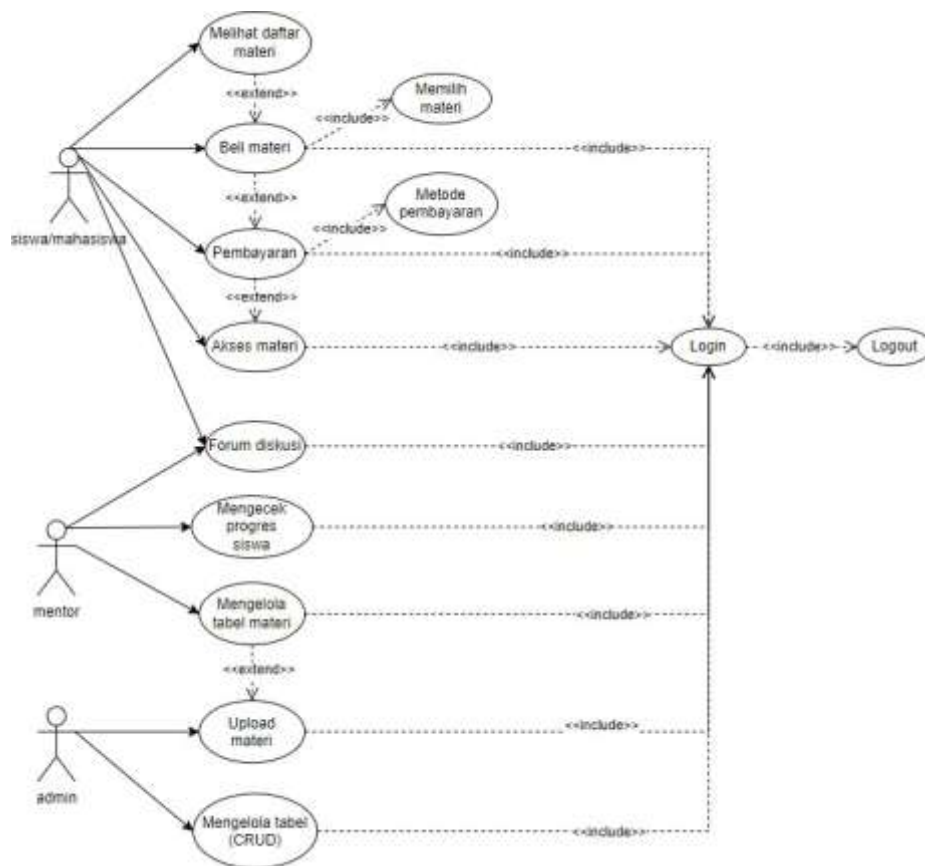 Melihat daftar
materi
<<extend>>
Memilih
materi
<<include>>
Beli materi
<<include>>
<<extend>>
Metode
pembayaran
<<include>>
siswa/mahasiswa
Pembayaran
<<include>>
<<extend>>
Akses materi
<<include>>
Login
<<include>>
Logout
Forum diskusi
<<include>>
Mengecek
progres
siswa
<<include>>
mentor
Mengelola
tabel materi
<<include>>
<<extend>>
Upload
materi
<<include>>
admin
Mengelola tabel
(CRUD)
<<include>>